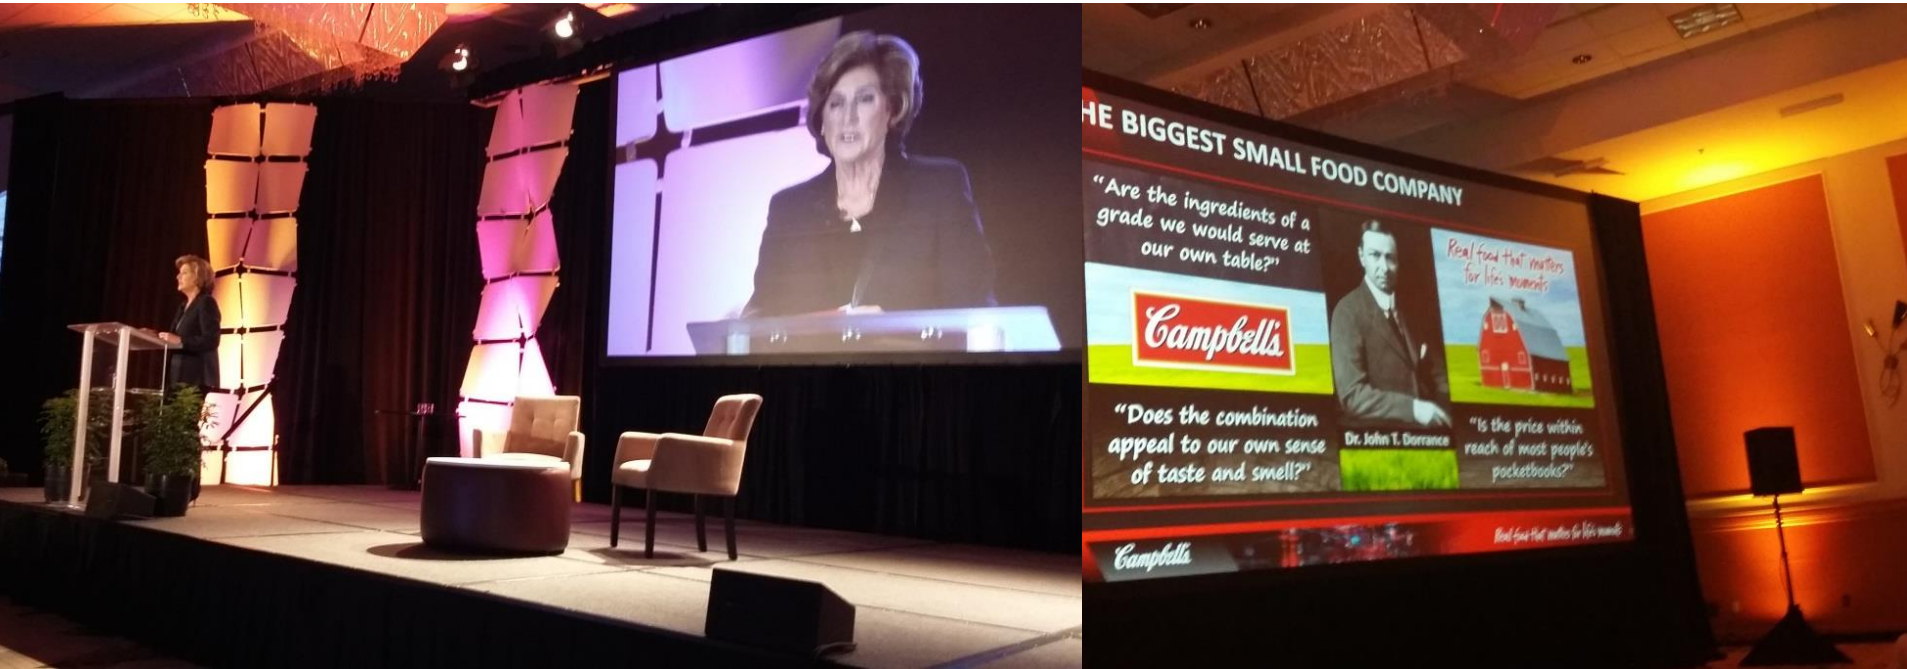 HE BIGGEST SMALL FOOD COMPANY
“Are the ingredients of a
grade we would serve at
our own table?”
Campbell's
“Does the combination
appeal to our own sense
of taste and smell?”
Dr. John T. Dorrance
Real food that matters
for life's moments
“Is the price within
reach of most people's
pocketbooks?”
Campbell's
Real food that matters for life's moments